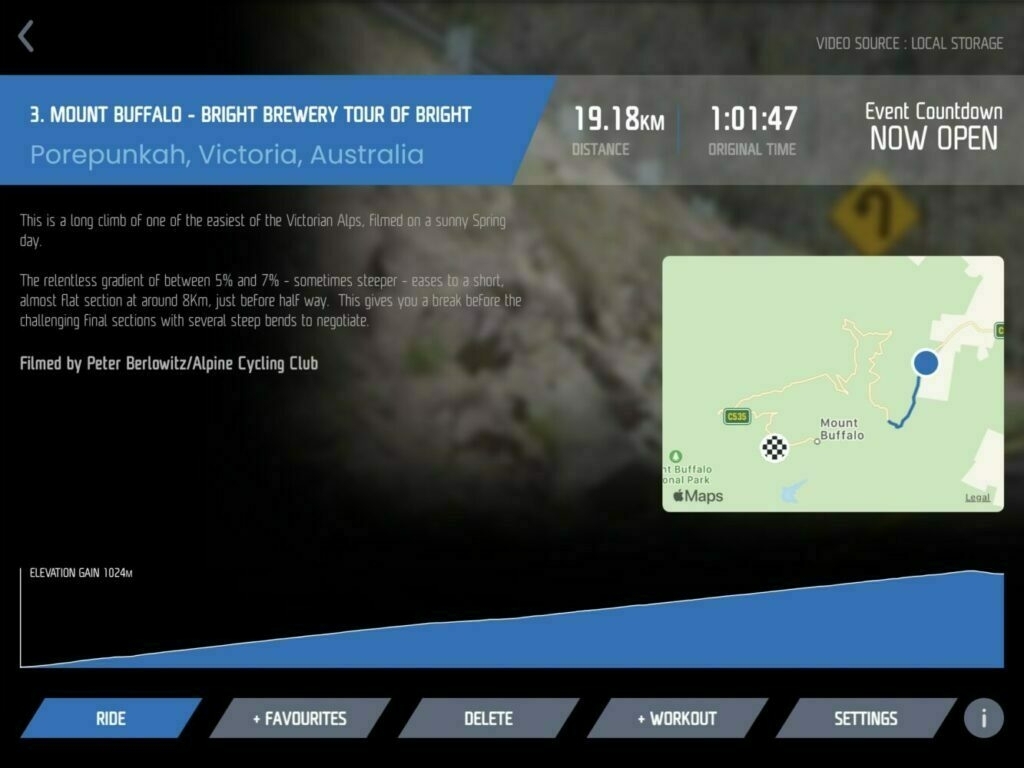 VIDEO SOURCE : LOCAL STORAGE
3. MOUNT BUFFALO - BRIGHT BREWERY TOUR OF BRIGHT
Porepunkah, Victoria, Australia
19.18KM
DISTANCE
1:01:47
ORIGINAL TIME
Event Countdown
NOW OPEN
This is a long climb of one of the easiest of the Victorian Alps, filmed on a sunny Spring
day.
The relentless gradient of between 5% and 7% - sometimes steeper - eases to a short,
almost flat section at around 8Km, just before half way. This gives you a break before the
challenging final sections with several steep bends to negotiate.
Filmed by Peter Berlowitz/Alpine Cycling Club
C
C535
Mount
Buffalo
nt Buffalo
onal Park
Maps
Legal
ELEVATION GAIN 1024M
RIDE
+ FAVOURITES
DELETE
+ WORKOUT
SETTINGS
i